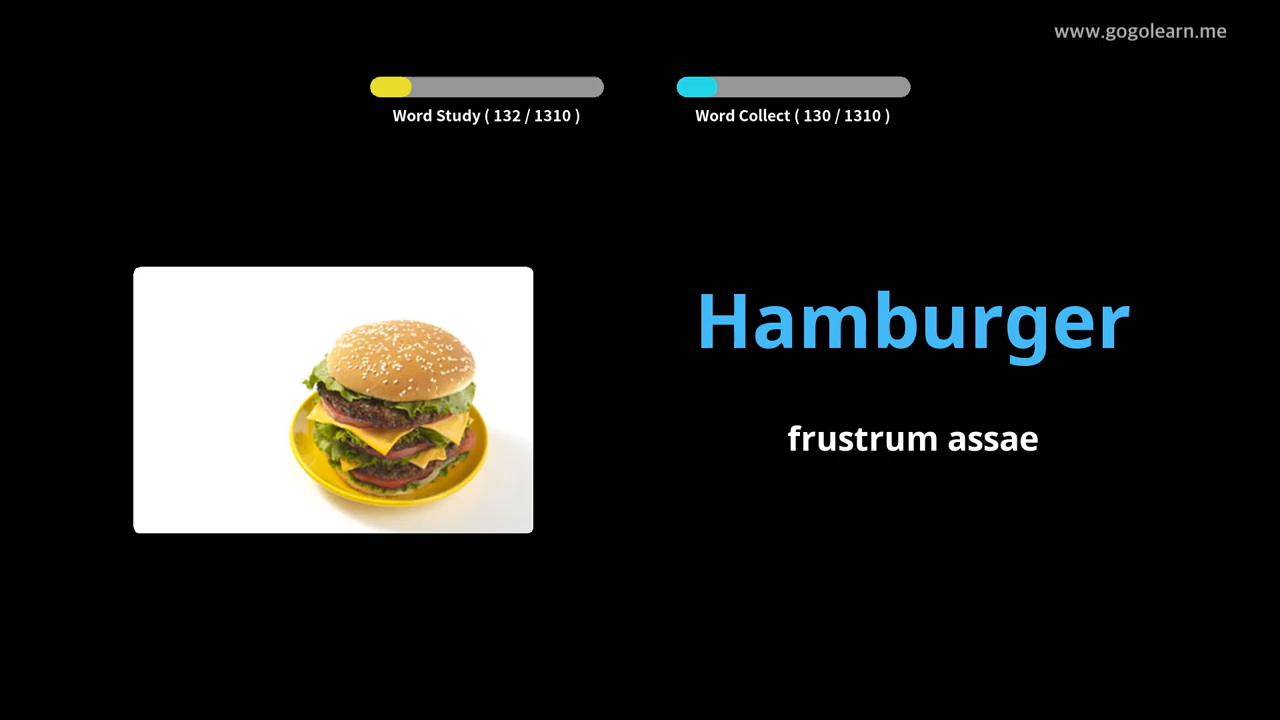 www.gogolearn.me
Word Study ( 132 / 1310 )
Word Collect ( 130 / 1310 )
Hamburger
frustrum assae